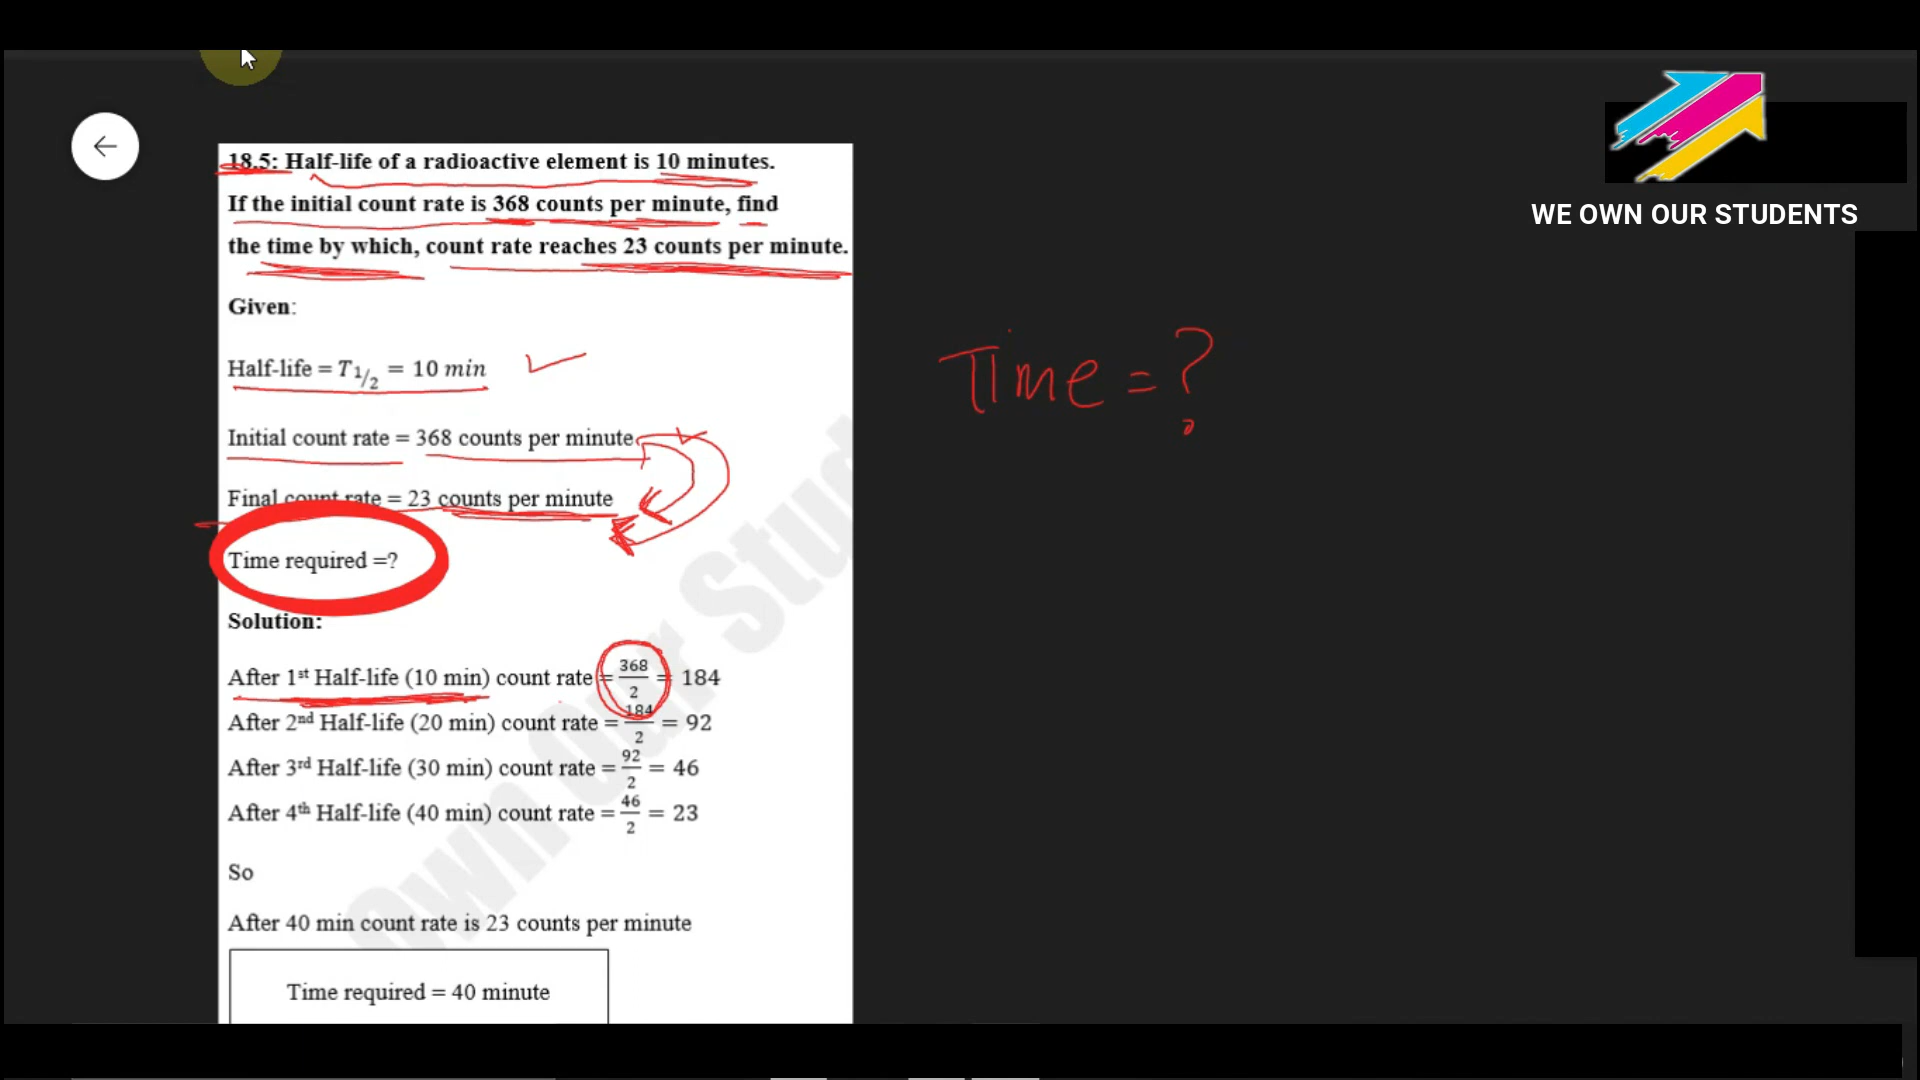 WE OWN OUR STUDENTS
18.5: Half-life of a radioactive element is 10 minutes.
If the initial count rate is 368 counts per minute, find
the time by which, count rate reaches 23 counts per minute.
Given:
Half-life = T1/2 = 10 min
Initial count rate = 368 counts per minute
Final count rate = 23 counts per minute
Time required =?
Solution:
After 1st Half-life (10 min) count rate = 368/2 = 184
After 2nd Half-life (20 min) count rate = 184/2 = 92
After 3rd Half-life (30 min) count rate = 92/2 = 46
After 4th Half-life (40 min) count rate = 46/2 = 23
So
After 40 min count rate is 23 counts per minute
Time required = 40 minute
Own Our Stud
Time = ?